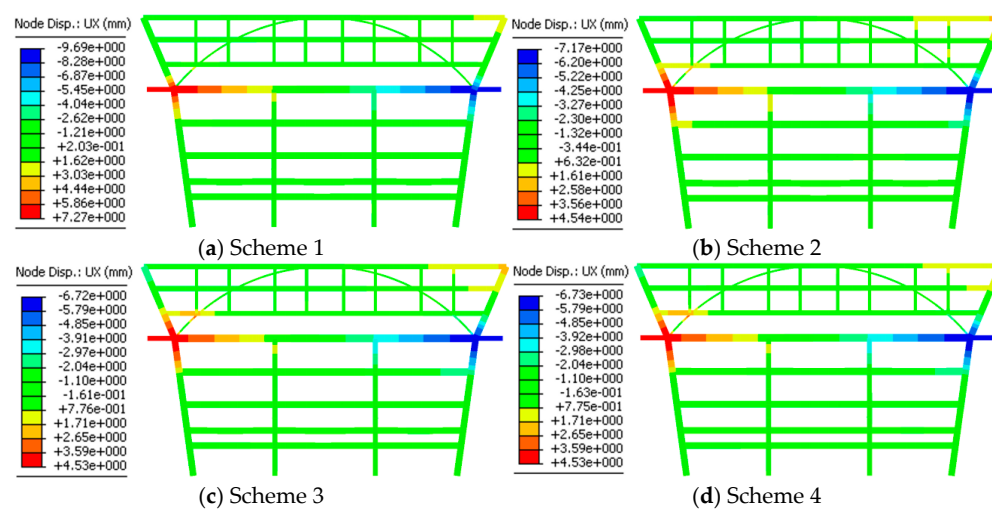 Node Disp.: UX (mm)
-9.69e+000
-8.28e+000
-6.87e+000
-5.45e+000
-4.04e+000
-2.62e+000
-1.21e+000
+2.03e-001
+1.62e+000
+3.03e+000
+4.44e+000
+5.86e+000
+7.27e+000
(a) Scheme 1
Node Disp.: UX (mm)
-7.17e+000
-6.20e+000
-5.22e+000
-4.25e+000
-3.27e+000
-2.30e+000
-1.32e+000
-3.44e-001
+6.32e-001
+1.61e+000
+2.58e+000
+3.56e+000
+4.54e+000
(b) Scheme 2
Node Disp.: UX (mm)
-6.72e+000
-5.79e+000
-4.85e+000
-3.91e+000
-2.97e+000
-2.04e+000
-1.10e+000
-1.61e-001
+7.76e-001
+1.71e+000
+2.65e+000
+3.59e+000
+4.53e+000
(c) Scheme 3
Node Disp.: UX (mm)
-6.73e+000
-5.79e+000
-4.85e+000
-3.92e+000
-2.98e+000
-2.04e+000
-1.10e+000
-1.63e-001
+7.75e-001
+1.71e+000
+2.65e+000
+3.59e+000
+4.53e+000
(d) Scheme 4